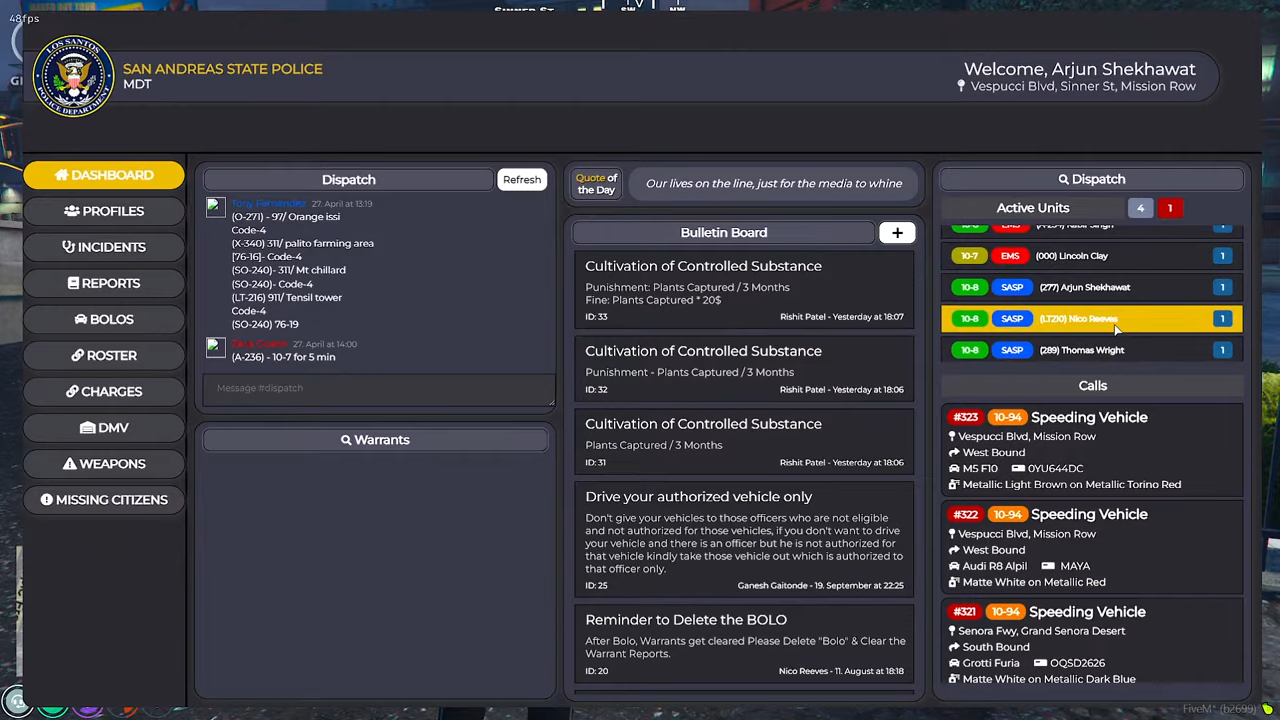 48fps
SINNER ST
SW
NW
LOS SANTOS
POLICE DEPARTMENT
SAN ANDREAS STATE POLICE
MDT
Welcome, Arjun Shekhawat
Vespucci Blvd, Sinner St, Mission Row
DASHBOARD
PROFILES
INCIDENTS
REPORTS
BOLOS
ROSTER
CHARGES
DMV
WEAPONS
MISSING CITIZENS
Dispatch
Refresh
Tony Fernandez 27. April at 13:19
(O-271) - 97/ Orange issi
Code-4
(X-340) 311/ palito farming area
[76-16]- Code-4
(SO-240)- 311/ Mt chillard
(SO-240)- Code-4
(LT-216) 911/ Tensil tower
Code-4
(SO-240) 76-19
27. April at 14:00
(A-236) - 10-7 for 5 min
Message #dispatch
Warrants
Quote of
the Day
Our lives on the line, just for the media to whine
Bulletin Board
+
Cultivation of Controlled Substance
Punishment: Plants Captured / 3 Months
Fine: Plants Captured * 20$
ID: 33
Rishit Patel - Yesterday at 18:07
Cultivation of Controlled Substance
Punishment - Plants Captured / 3 Months
ID: 32
Rishit Patel - Yesterday at 18:06
Cultivation of Controlled Substance
Plants Captured / 3 Months
ID: 31
Rishit Patel - Yesterday at 18:06
Drive your authorized vehicle only
Don't give your vehicles to those officers who are not eligible
and not authorized for those vehicles, if you don't want to drive
your vehicle and there is an officer but he is not authorized for
that vehicle kindly take those vehicle out which is authorized to
that officer only.
ID: 25
Ganesh Gaitonde - 19. September at 22:25
Reminder to Delete the BOLO
After Bolo, Warrants get cleared Please Delete "Bolo" & Clear the
Warrant Reports.
ID: 20
Nico Reeves - 11. August at 18:18
Dispatch
Active Units 4 1
10-8 EMS 1
10-7 EMS (000) Lincoln Clay 1
10-8 SASP (277) Arjun Shekhawat 1
10-8 SASP (LT210) Nico Reeves 1
10-8 SASP (289) Thomas Wright 1
Calls
#323 10-94 Speeding Vehicle
Vespucci Blvd, Mission Row
West Bound
M5 F10 0YU644DC
Metallic Light Brown on Metallic Torino Red
#322 10-94 Speeding Vehicle
Vespucci Blvd, Mission Row
West Bound
Audi R8 Alpil MAYA
Matte White on Metallic Red
#321 10-94 Speeding Vehicle
Senora Fwy, Grand Senora Desert
South Bound
Grotti Furia OQSD2626
Matte White on Metallic Dark Blue
FiveM* (b2699)